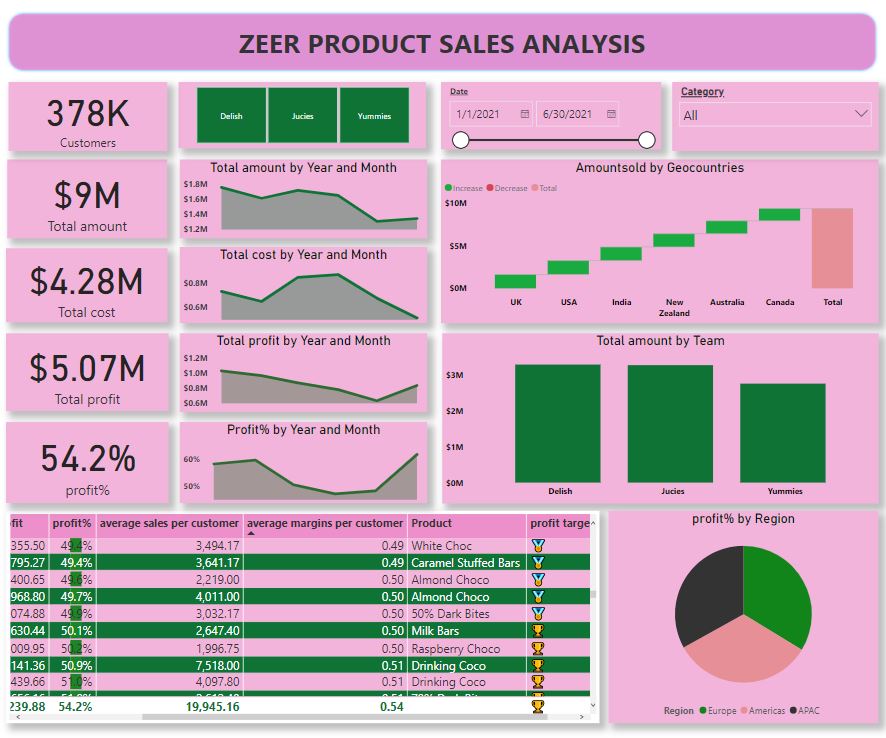 ZEER PRODUCT SALES ANALYSIS
378K
Customers
Delish Jucies Yummies
Date
1/1/2021 6/30/2021
Category
All
$9M
Total amount
Total amount by Year and Month
$1.8M
$1.6M
$1.4M
$1.2M
Amountsold by Geocountries
Increase Decrease Total
$10M
$5M
$0M
UK USA India New Zealand Australia Canada Total
$4.28M
Total cost
Total cost by Year and Month
$0.8M
$0.6M
$5.07M
Total profit
Total profit by Year and Month
$1.2M
$1.0M
$0.8M
$0.6M
Total amount by Team
$3M
$2M
$1M
$0M
Delish Jucies Yummies
54.2%
profit%
Profit% by Year and Month
60%
50%
fit profit% average sales per customer average margins per customer Product profit targe
355.50 49.4% 3,494.17 0.49 White Choc
795.27 49.4% 3,641.17 0.49 Caramel Stuffed Bars
400.65 49.6% 2,219.00 0.50 Almond Choco
968.80 49.7% 4,011.00 0.50 Almond Choco
074.88 49.9% 3,032.17 0.50 50% Dark Bites
630.44 50.1% 2,647.40 0.50 Milk Bars
009.95 50.2% 1,996.75 0.50 Raspberry Choco
141.36 50.9% 7,518.00 0.51 Drinking Coco
439.66 51.0% 4,097.80 0.51 Drinking Coco
239.88 54.2% 19,945.16 0.54
profit% by Region
Region Europe Americas APAC